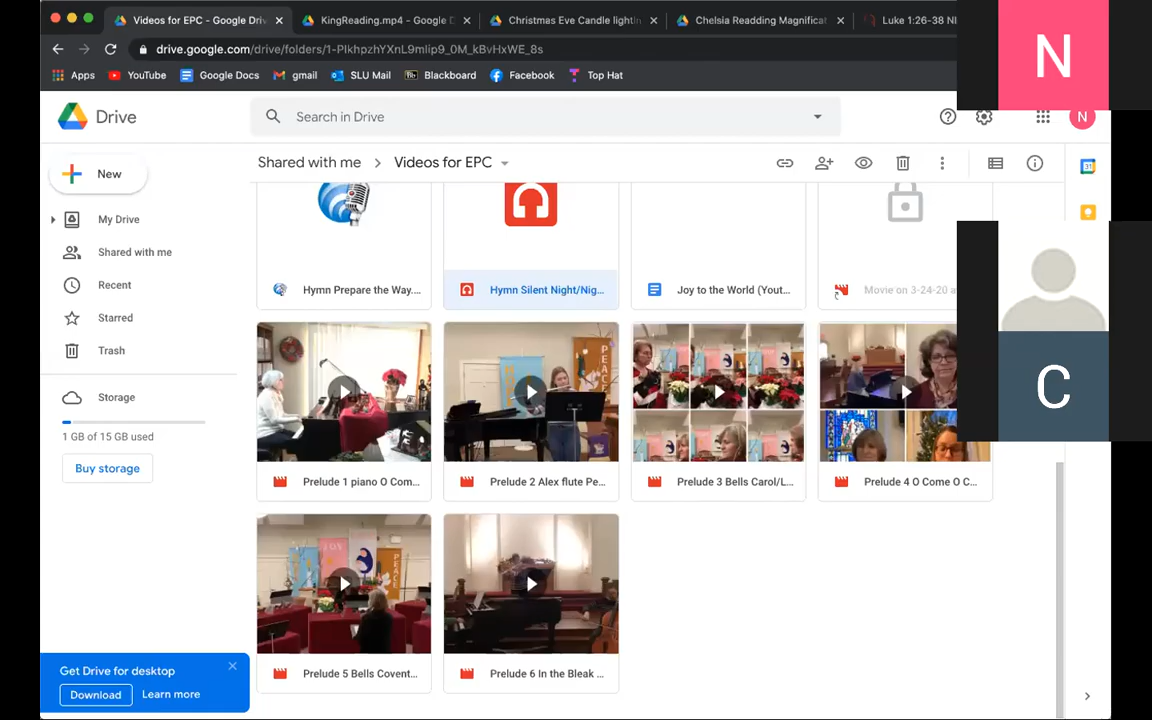 Videos for EPC - Google Driv
KingReading.mp4 - Google D
Christmas Eve Candle lightin
Chelsia Readding Magnificat
Luke 1:26-38 NI
drive.google.com/drive/folders/1-PIkhpzhYXnL9mlip9_0M_kBvHxWE_8s
Apps
YouTube
Google Docs
gmail
SLU Mail
Blackboard
Facebook
Top Hat
N
Drive
Search in Drive
N
New
Shared with me
Videos for EPC
My Drive
Shared with me
Recent
Starred
Trash
Storage
1 GB of 15 GB used
Buy storage
Hymn Prepare the Way....
Hymn Silent Night/Nig...
Joy to the World (Yout...
Movie on 3-24-20 a
C
PEACE
Prelude 1 piano O Com...
Prelude 2 Alex flute Pe...
Prelude 3 Bells Carol/L...
Prelude 4 O Come O C...
JOY
PEACE
Prelude 5 Bells Covent...
Prelude 6 In the Bleak ...
Get Drive for desktop
Download
Learn more